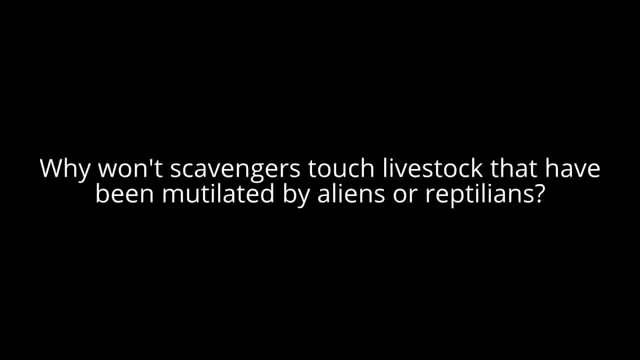 Why won't scavengers touch livestock that have
been mutilated by aliens or reptilians?